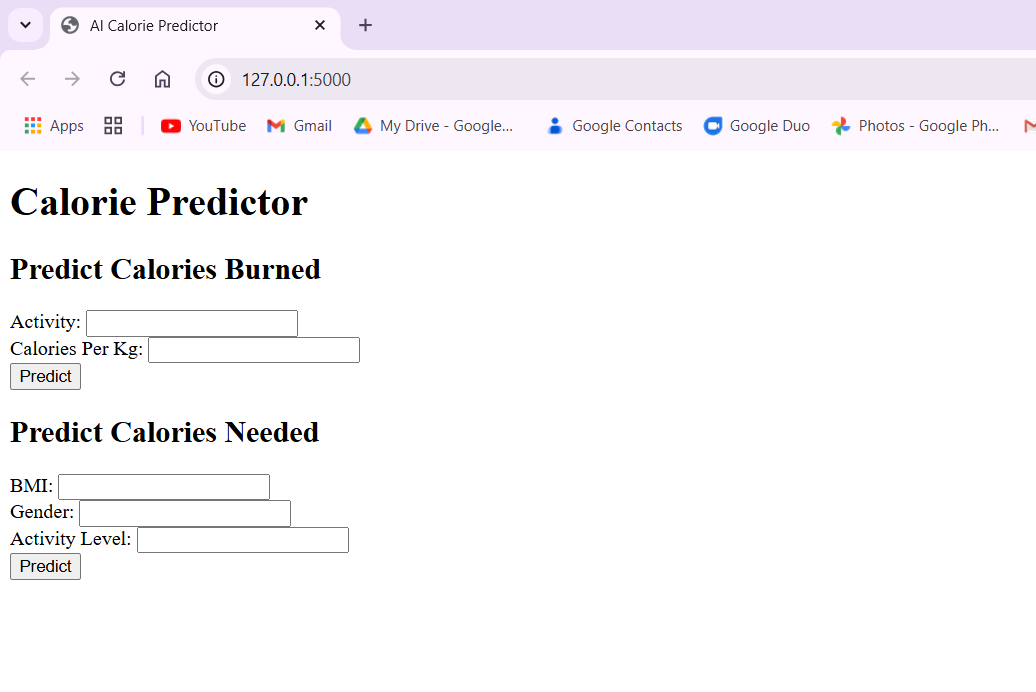 AI Calorie Predictor
127.0.0.1:5000
Apps YouTube Gmail My Drive - Google... Google Contacts Google Duo Photos - Google Ph...
Calorie Predictor
Predict Calories Burned
Activity:
Calories Per Kg:
Predict
Predict Calories Needed
BMI:
Gender:
Activity Level:
Predict